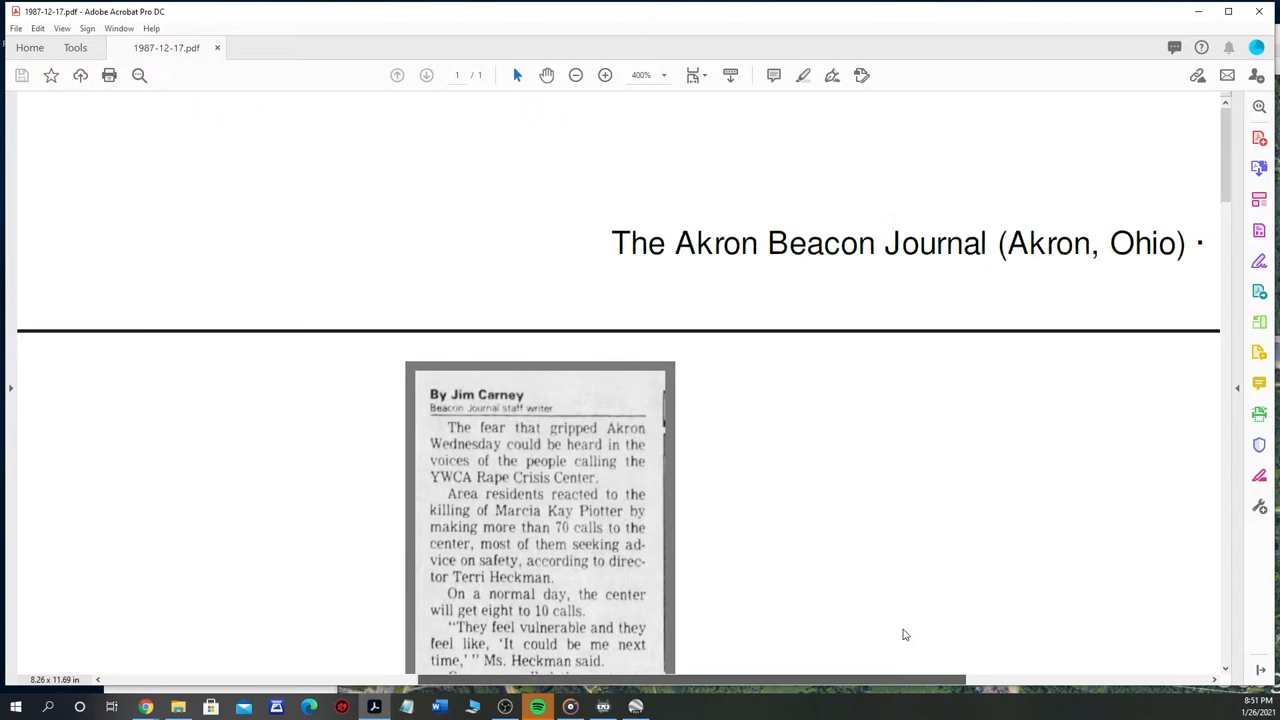 1987-12-17.pdf - Adobe Acrobat Pro DC
File Edit View Sign Window Help
Home Tools 1987-12-17.pdf ×
1 / 1 400%
The Akron Beacon Journal (Akron, Ohio) ·
By Jim Carney
Beacon Journal staff writer
The fear that gripped Akron
Wednesday could be heard in the
voices of the people calling the
YWCA Rape Crisis Center.
Area residents reacted to the
killing of Marcia Kay Piotter by
making more than 70 calls to the
center, most of them seeking ad-
vice on safety, according to direc-
tor Terri Heckman.
On a normal day, the center
will get eight to 10 calls.
"They feel vulnerable and they
feel like, 'It could be me next
time,' " Ms. Heckman said.
8.26 x 11.69 in
8:51 PM
1/26/2021